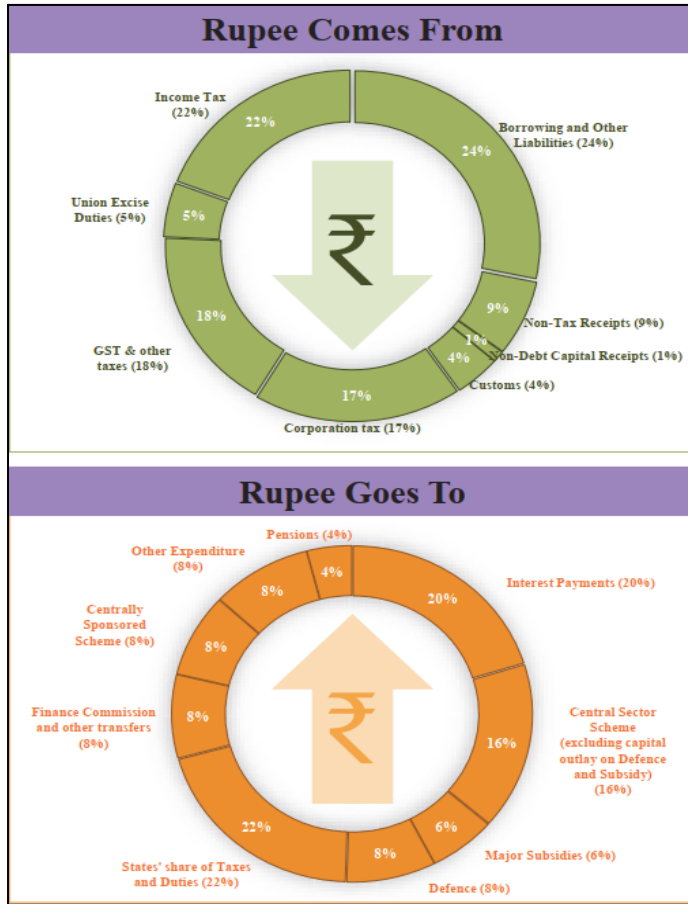 Rupee Comes From
Income Tax
(22%)
22%
24%
Borrowing and Other
Liabilities (24%)
Union Excise
Duties (5%)
5%
₹
18%
9%
Non-Tax Receipts (9%)
GST & other
taxes (18%)
1%
Non-Debt Capital Receipts (1%)
4%
Customs (4%)
17%
Corporation tax (17%)
Rupee Goes To
Pensions (4%)
Other Expenditure
(8%)
4%
8%
20%
Interest Payments (20%)
Centrally
Sponsored
Scheme (8%)
8%
Finance Commission
and other transfers
(8%)
8%
₹
16%
Central Sector
Scheme
(excluding capital
outlay on Defence
and Subsidy)
(16%)
22%
6%
8%
Major Subsidies (6%)
States' share of Taxes
and Duties (22%)
Defence (8%)